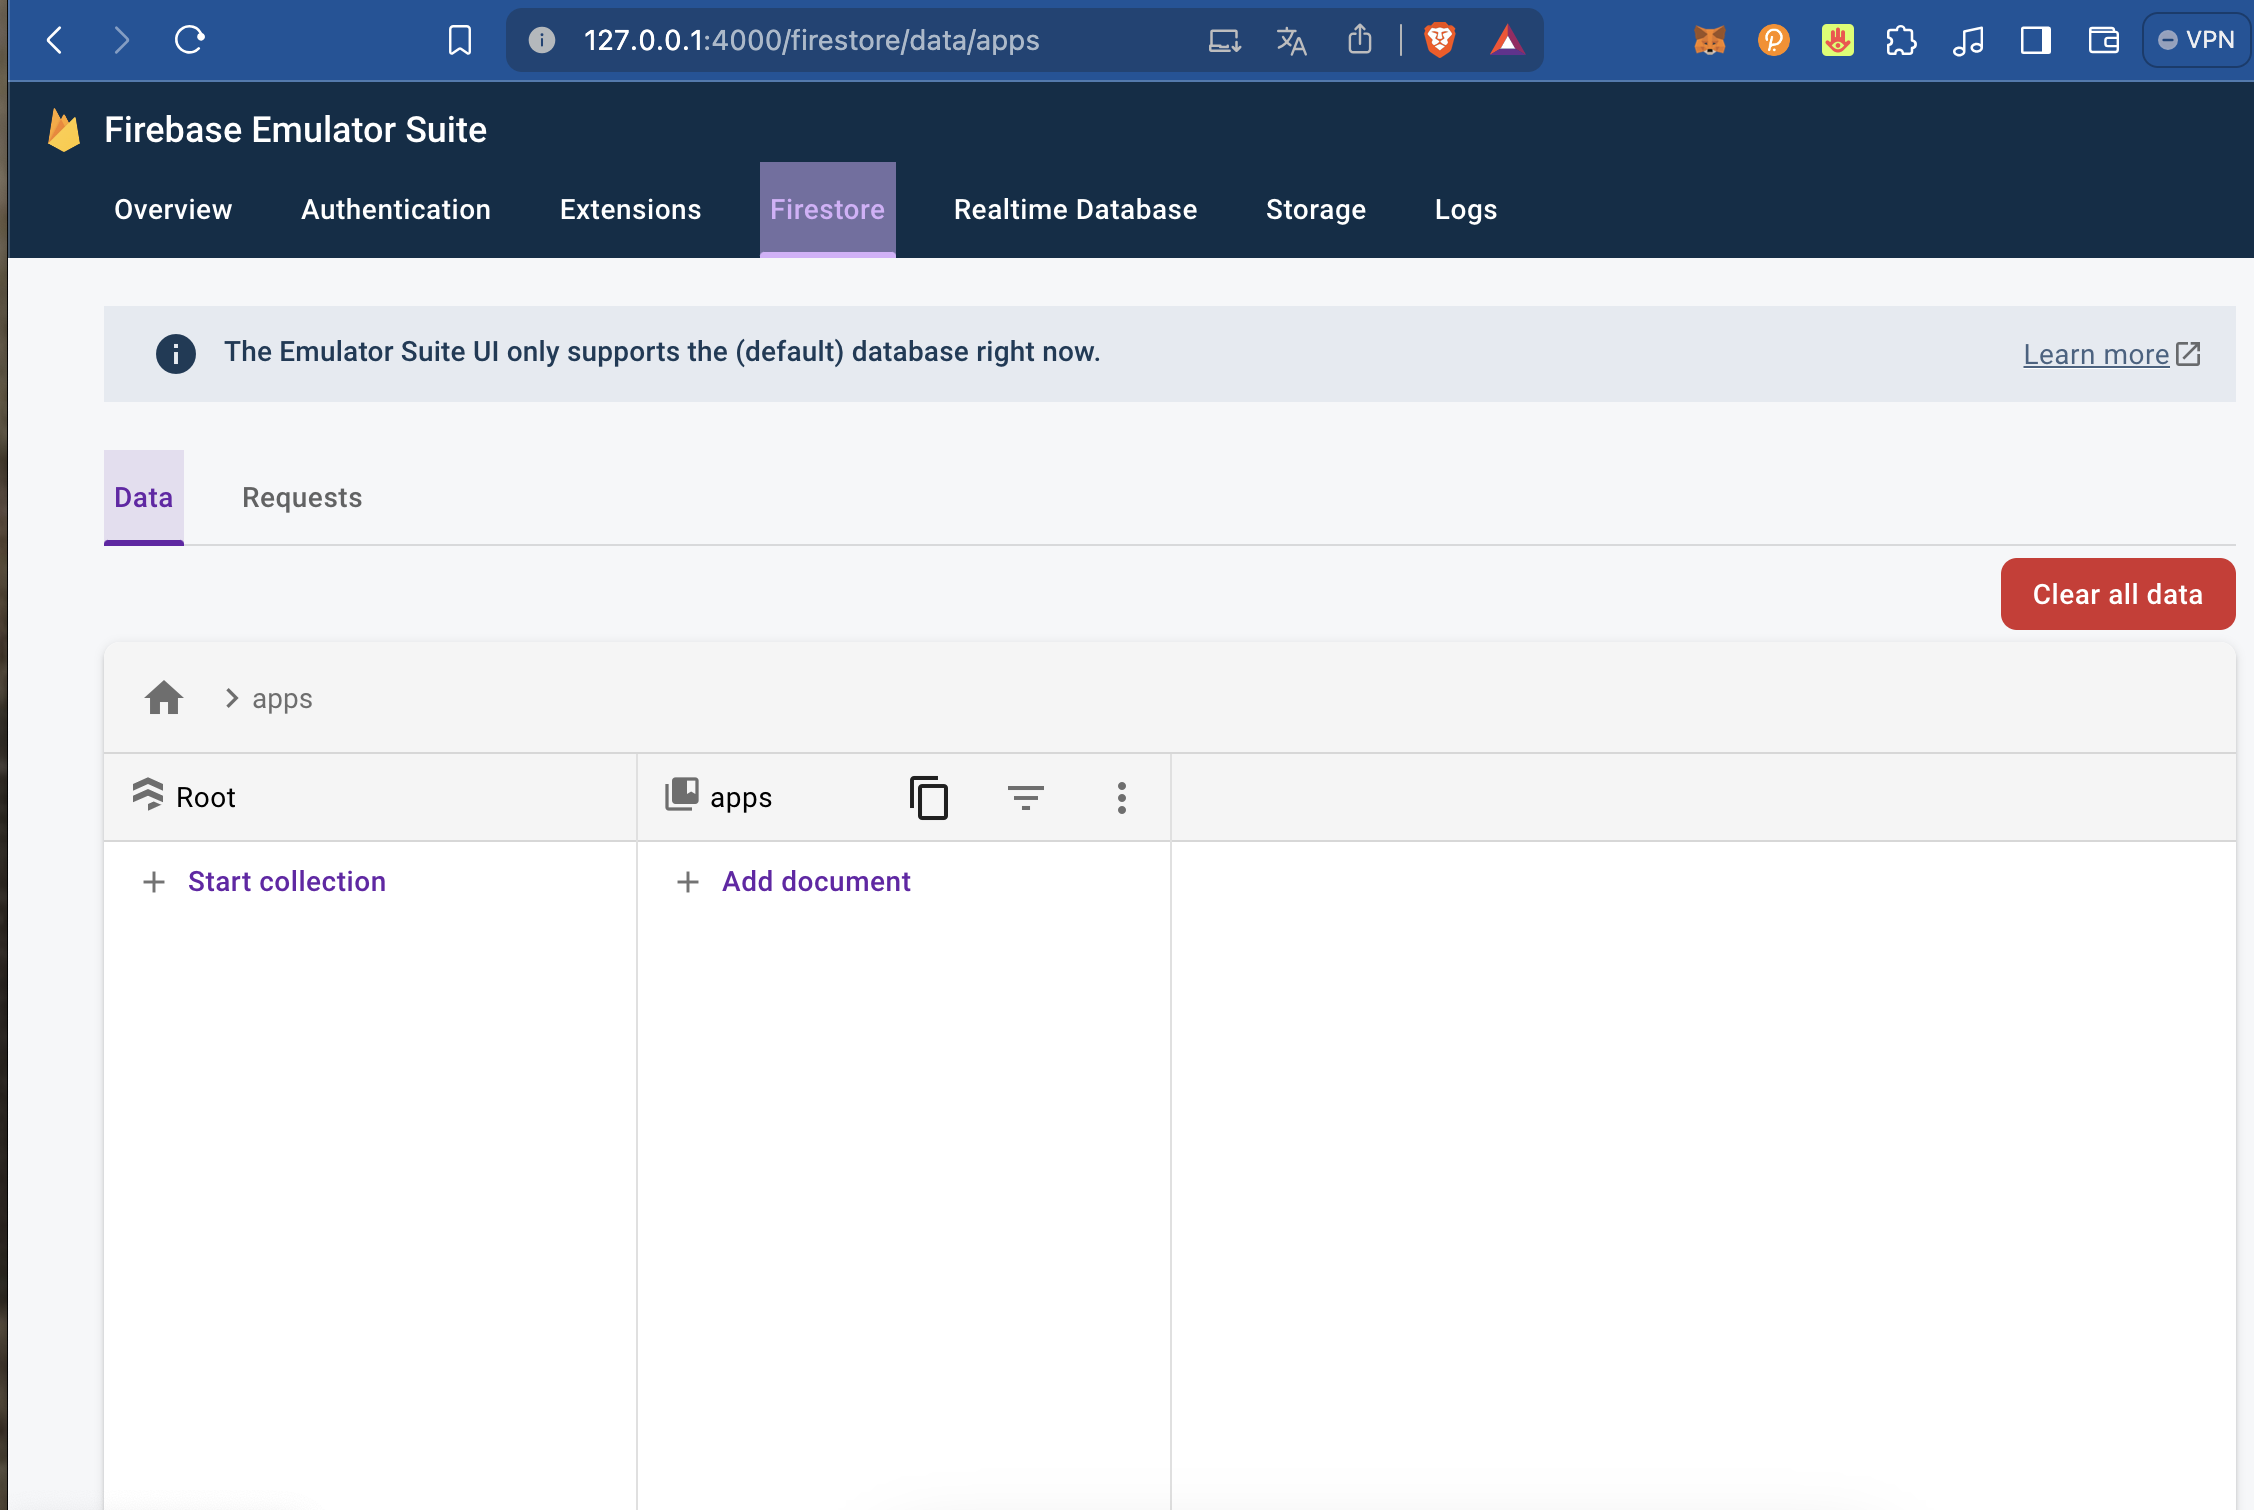 127.0.0.1:4000/firestore/data/apps
VPN
Firebase Emulator Suite
Overview Authentication Extensions Firestore Realtime Database Storage Logs
The Emulator Suite UI only supports the (default) database right now.
Learn more
Data Requests
Clear all data
apps
Root
apps
Start collection
Add document